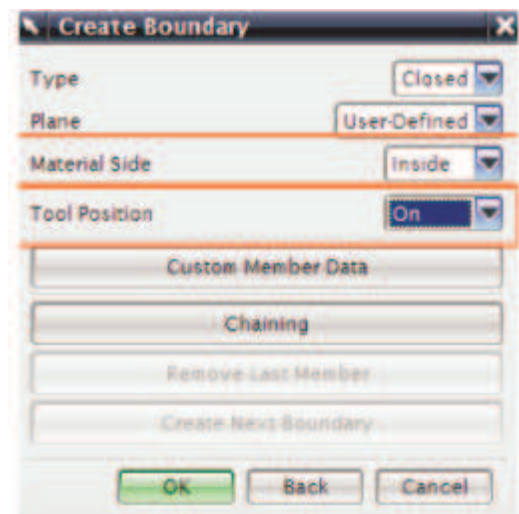 Create Boundary
Type Closed
Plane User-Defined
Material Side Inside
Tool Position On
Custom Member Data
Chaining
Remove Last Member
Create Next Boundary
OK Back Cancel